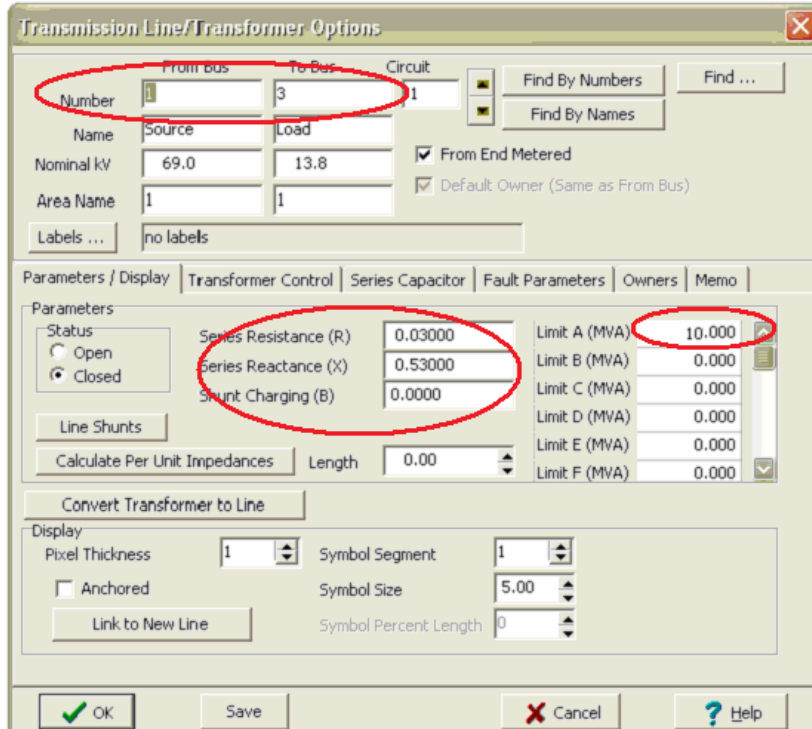 Transmission Line/Transformer Options
From Bus To Bus Circuit
Number 1 3 1 Find By Numbers Find ...
Name Source Load Find By Names
Nominal kV 69.0 13.8 From End Metered
Area Name 1 1 Default Owner (Same as From Bus)
Labels ... no labels
Parameters / Display Transformer Control Series Capacitor Fault Parameters Owners Memo
Parameters
Status
Open
Closed
Series Resistance (R) 0.03000
Series Reactance (X) 0.53000
Shunt Charging (B) 0.0000
Limit A (MVA) 10.000
Limit B (MVA) 0.000
Limit C (MVA) 0.000
Limit D (MVA) 0.000
Limit E (MVA) 0.000
Limit F (MVA) 0.000
Line Shunts
Calculate Per Unit Impedances Length 0.00
Convert Transformer to Line
Display
Pixel Thickness 1 Symbol Segment 1
Anchored Symbol Size 5.00
Link to New Line Symbol Percent Length 0
OK Save Cancel ? Help